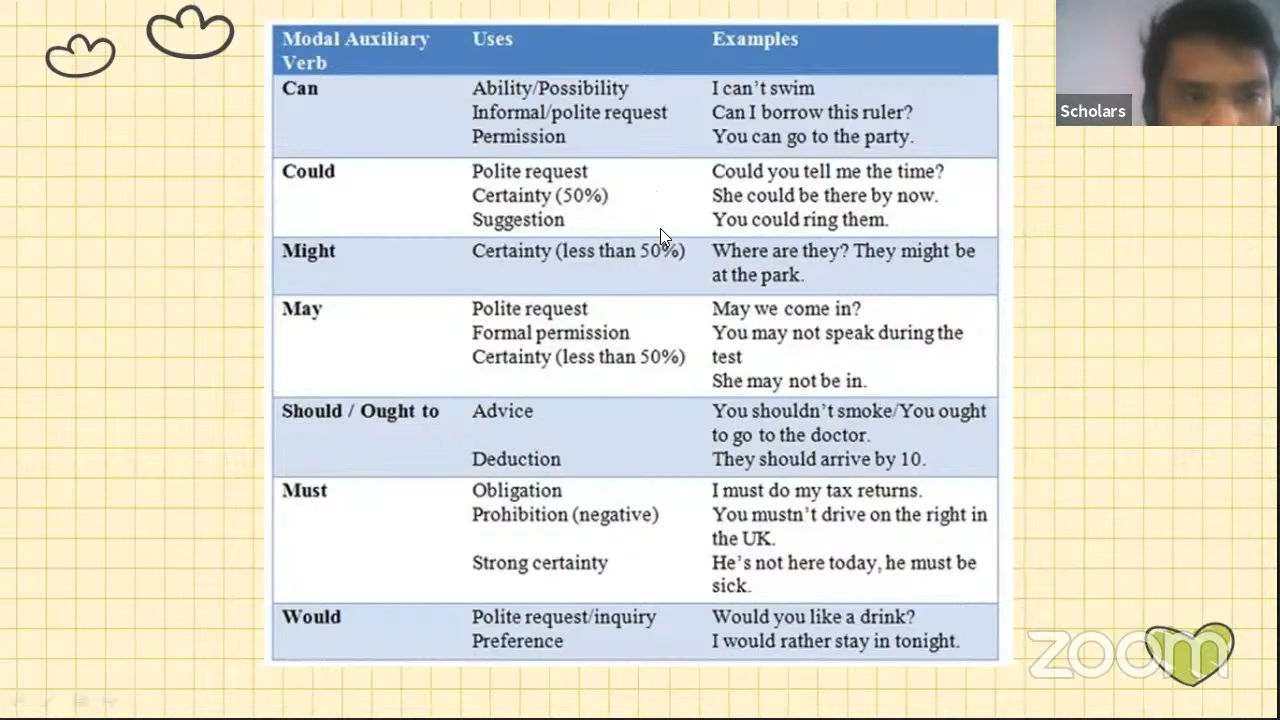 Modal Auxiliary Verb Uses Examples
Can Ability/Possibility I can't swim
Informal/polite request Can I borrow this ruler?
Permission You can go to the party.
Could Polite request Could you tell me the time?
Certainty (50%) She could be there by now.
Suggestion You could ring them.
Might Certainty (less than 50%) Where are they? They might be
at the park.
May Polite request May we come in?
Formal permission You may not speak during the
Certainty (less than 50%) test
She may not be in.
Should / Ought to Advice You shouldn't smoke/You ought
to go to the doctor.
Deduction They should arrive by 10.
Must Obligation I must do my tax returns.
Prohibition (negative) You mustn't drive on the right in
the UK.
Strong certainty He's not here today, he must be
sick.
Would Polite request/inquiry Would you like a drink?
Preference I would rather stay in tonight.
Scholars
zoom